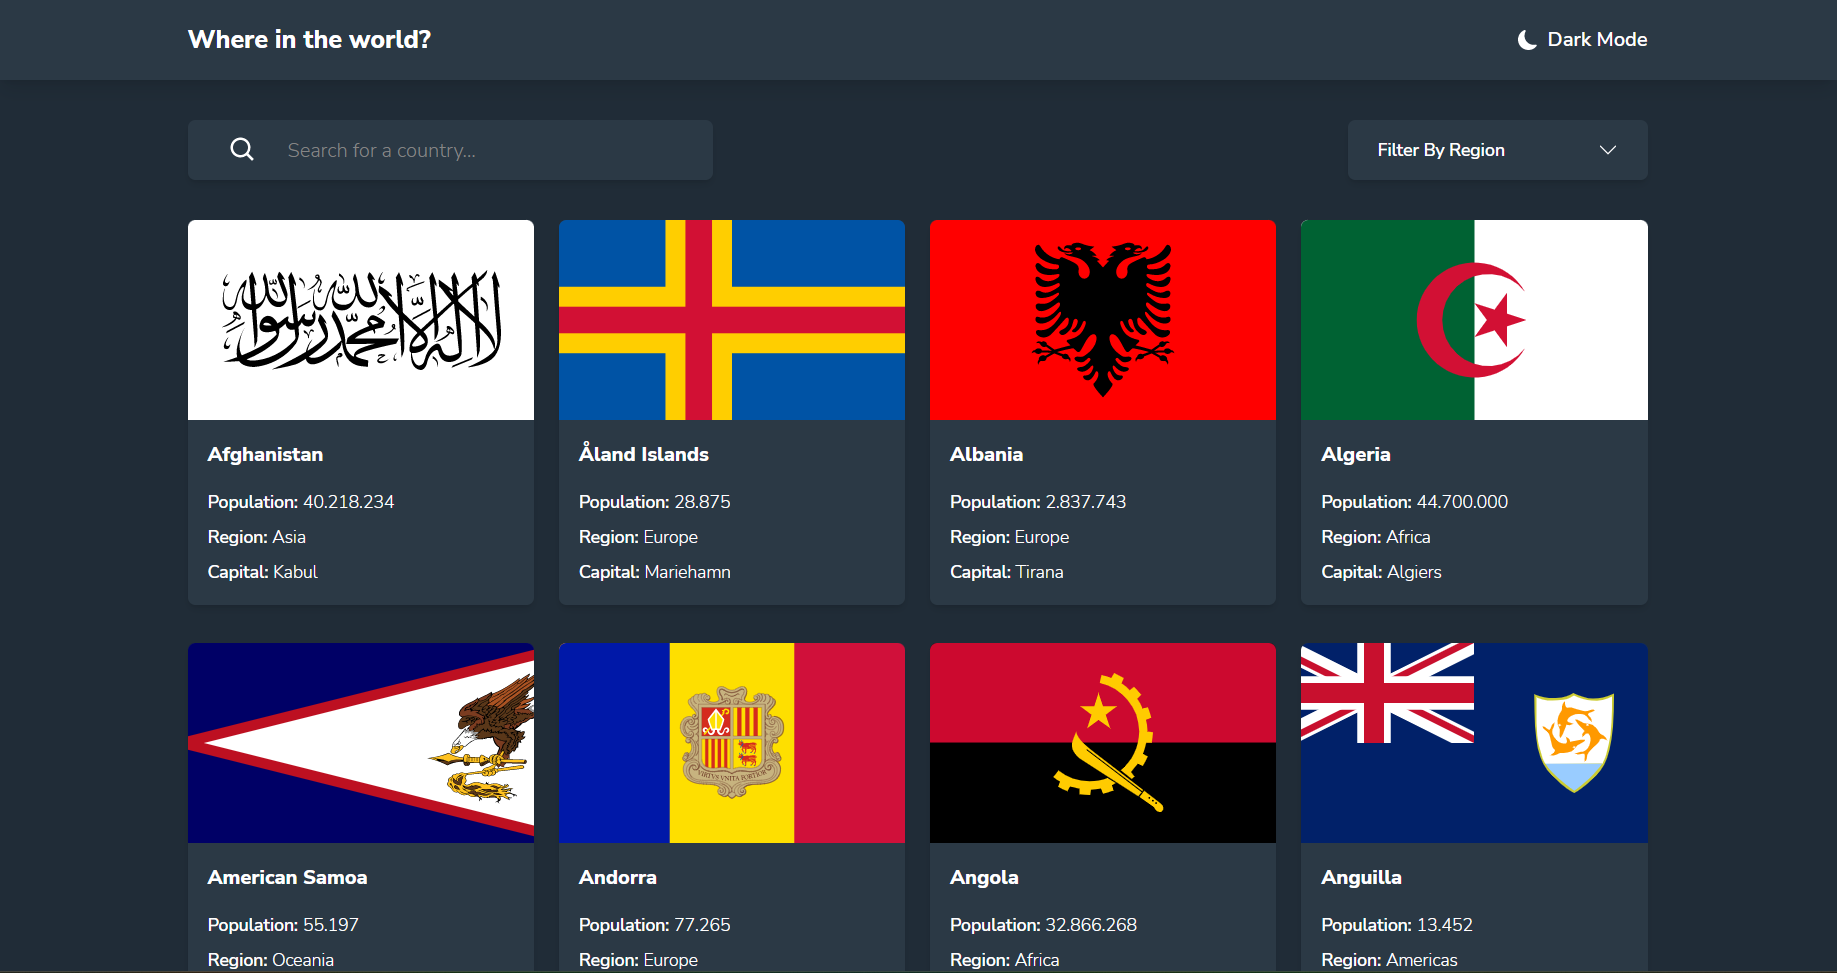 Where in the world?
Dark Mode
Search for a country...
Filter By Region
لا إله إلا الله محمد رسول الله
Afghanistan
Population: 40.218.234
Region: Asia
Capital: Kabul
Åland Islands
Population: 28.875
Region: Europe
Capital: Mariehamn
Albania
Population: 2.837.743
Region: Europe
Capital: Tirana
Algeria
Population: 44.700.000
Region: Africa
Capital: Algiers
VIRTVS VNITA FORTIOR
American Samoa
Population: 55.197
Region: Oceania
Andorra
Population: 77.265
Region: Europe
Angola
Population: 32.866.268
Region: Africa
Anguilla
Population: 13.452
Region: Americas